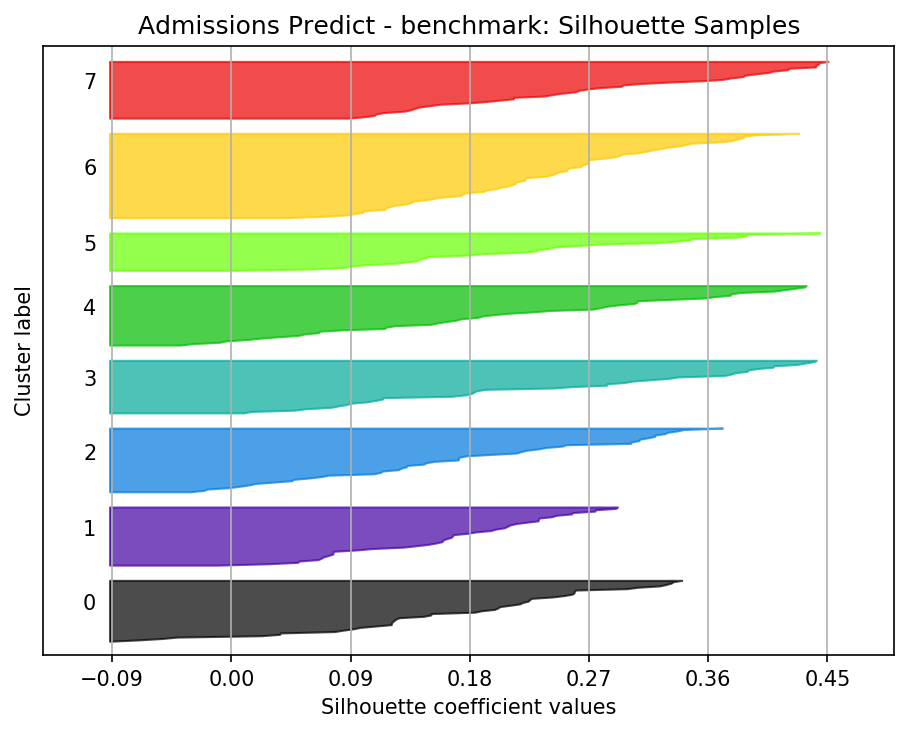 Admissions Predict - benchmark: Silhouette Samples
7
6
5
4
3
2
1
0
Cluster label
−0.09 0.00 0.09 0.18 0.27 0.36 0.45
Silhouette coefficient values